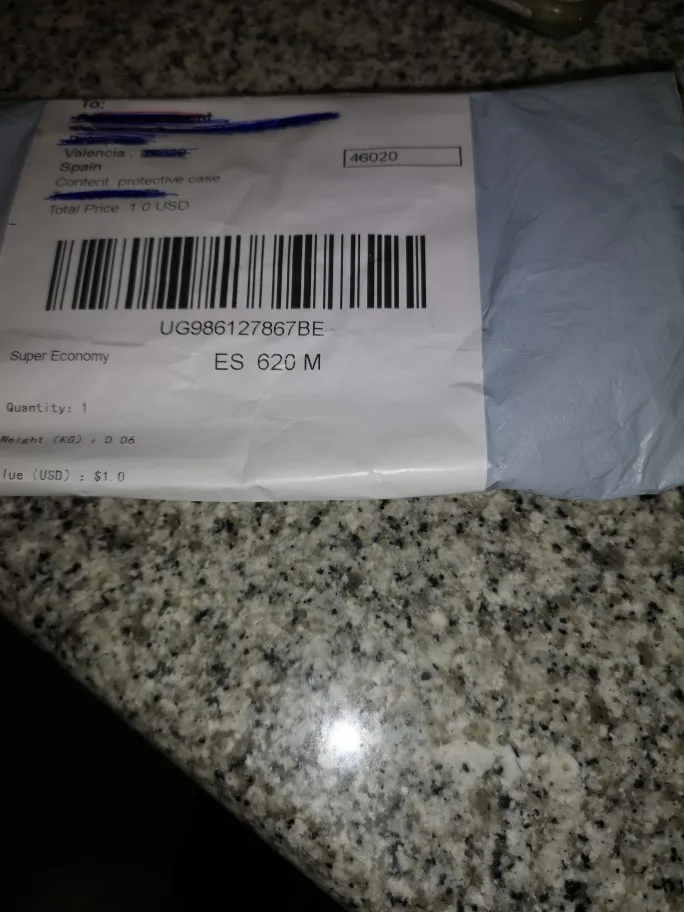 To:
Valencia ,
46020
Spain
Content protective case
Total Price 1.0 USD
UG986127867BE
Super Economy
ES 620 M
Quantity: 1
Weight (KG) : 0.06
lue (USD) : $1.0